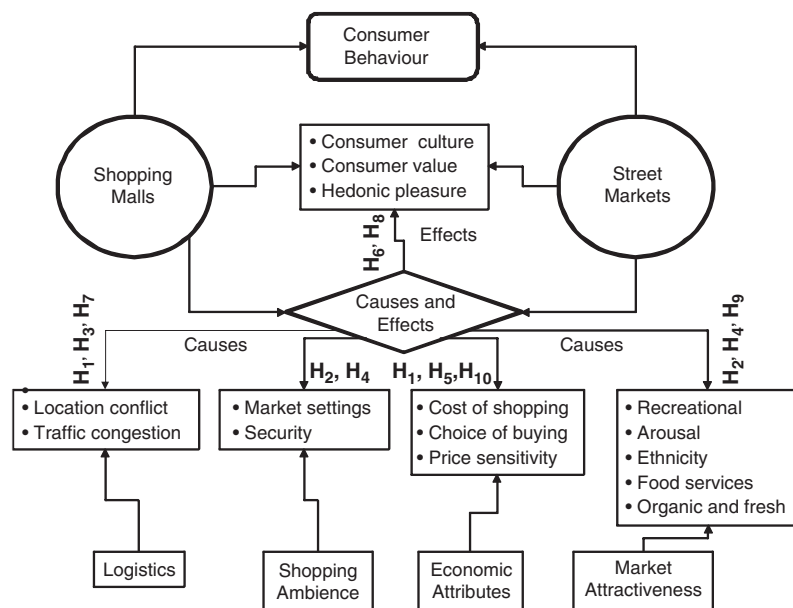 Consumer
Behaviour
Shopping
Malls
• Consumer culture
• Consumer value
• Hedonic pleasure
Street
Markets
H6, H8
Effects
Causes and
Effects
H1, H3, H7
Causes
H2, H4
H1, H5,H10
Causes
H2, H4, H9
•
• Location conflict
• Traffic congestion
• Market settings
• Security
• Cost of shopping
• Choice of buying
• Price sensitivity
• Recreational
• Arousal
• Ethnicity
• Food services
• Organic and fresh
Logistics
Shopping
Ambience
Economic
Attributes
Market
Attractiveness